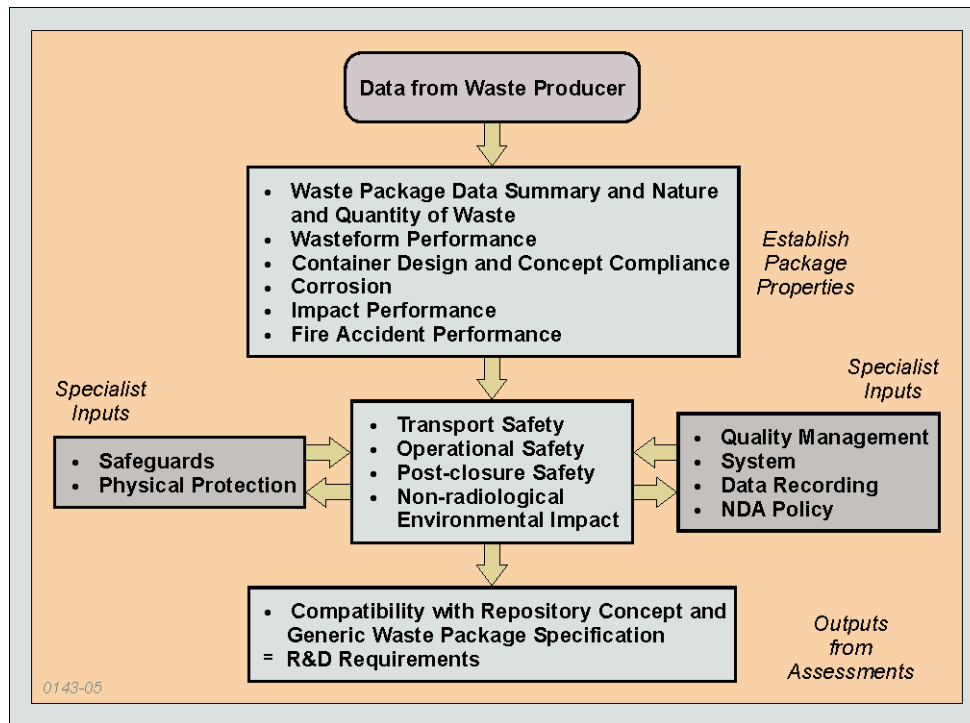 Data from Waste Producer
• Waste Package Data Summary and Nature
and Quantity of Waste
• Wasteform Performance
• Container Design and Concept Compliance
• Corrosion
• Impact Performance
• Fire Accident Performance
Establish
Package
Properties
Specialist
Inputs
• Safeguards
• Physical Protection
• Transport Safety
• Operational Safety
• Post-closure Safety
• Non-radiological
Environmental Impact
Specialist
Inputs
• Quality Management
• System
• Data Recording
• NDA Policy
• Compatibility with Repository Concept and
Generic Waste Package Specification
= R&D Requirements
Outputs
from
Assessments
0143-05